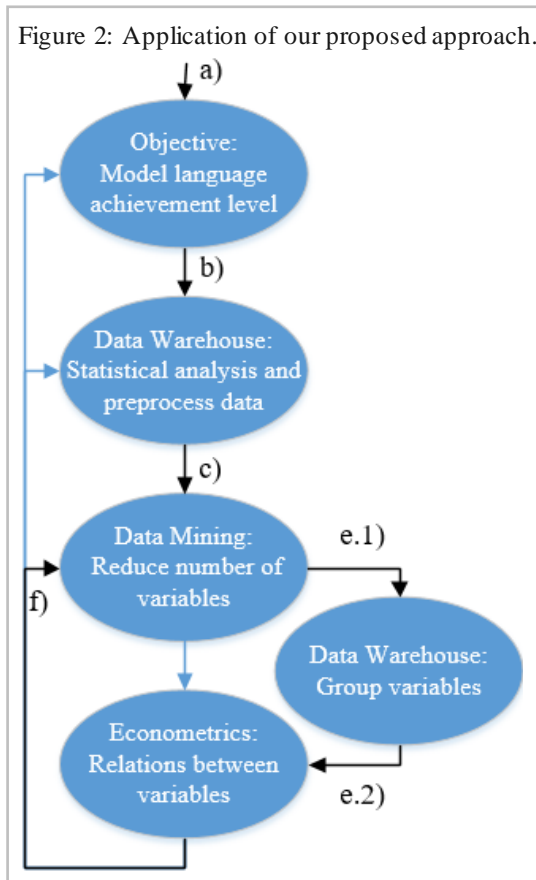 Figure 2: Application of our proposed approach.
a)
Objective:
Model language
achievement level
b)
Data Warehouse:
Statistical analysis and
preprocess data
c)
Data Mining:
Reduce number of
variables
e.1)
f)
Data Warehouse:
Group variables
Econometrics:
Relations between
variables
e.2)